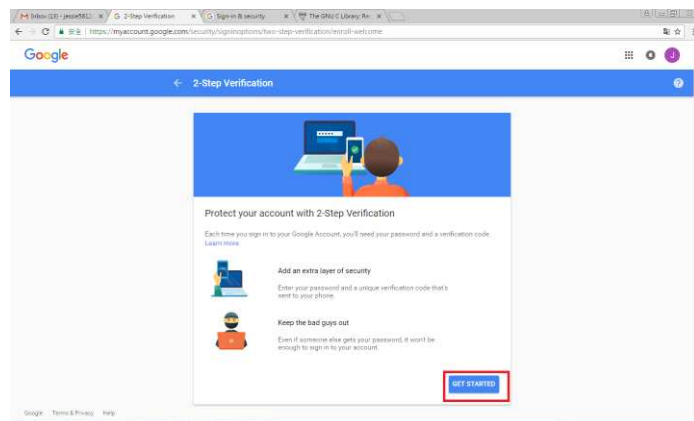 Inbox (13) - jessie5812
2-Step Verification
Sign-in & security
The GNU C Library: Re
https://myaccount.google.com/security/signinoptions/two-step-verification/enroll-welcome
Google
J
2-Step Verification
Protect your account with 2-Step Verification
Each time you sign in to your Google Account, you'll need your password and a verification code.
Learn more
Add an extra layer of security
Enter your password and a unique verification code that's
sent to your phone.
Keep the bad guys out
Even if someone else gets your password, it won't be
enough to sign in to your account.
GET STARTED
Google Terms & Privacy Help